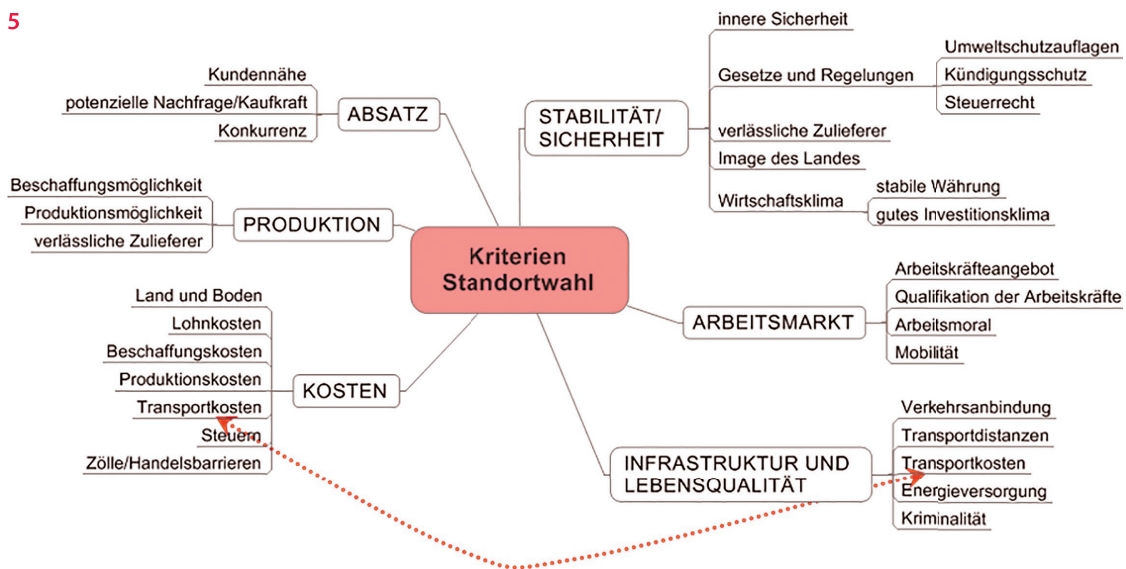 5
Kundennähe
potenzielle Nachfrage/Kaufkraft
Konkurrenz
ABSATZ
Beschaffungsmöglichkeit
Produktionsmöglichkeit
verlässliche Zulieferer
PRODUKTION
Land und Boden
Lohnkosten
Beschaffungskosten
Produktionskosten
Transportkosten
Steuern
Zölle/Handelsbarrieren
KOSTEN
Kriterien
Standortwahl
STABILITÄT/
SICHERHEIT
innere Sicherheit
Gesetze und Regelungen
Umweltschutzauflagen
Kündigungsschutz
Steuerrecht
verlässliche Zulieferer
Image des Landes
Wirtschaftsklima
stabile Währung
gutes Investitionsklima
ARBEITSMARKT
Arbeitskräfteangebot
Qualifikation der Arbeitskräfte
Arbeitsmoral
Mobilität
INFRASTRUKTUR UND
LEBENSQUALITÄT
Verkehrsanbindung
Transportdistanzen
Transportkosten
Energieversorgung
Kriminalität